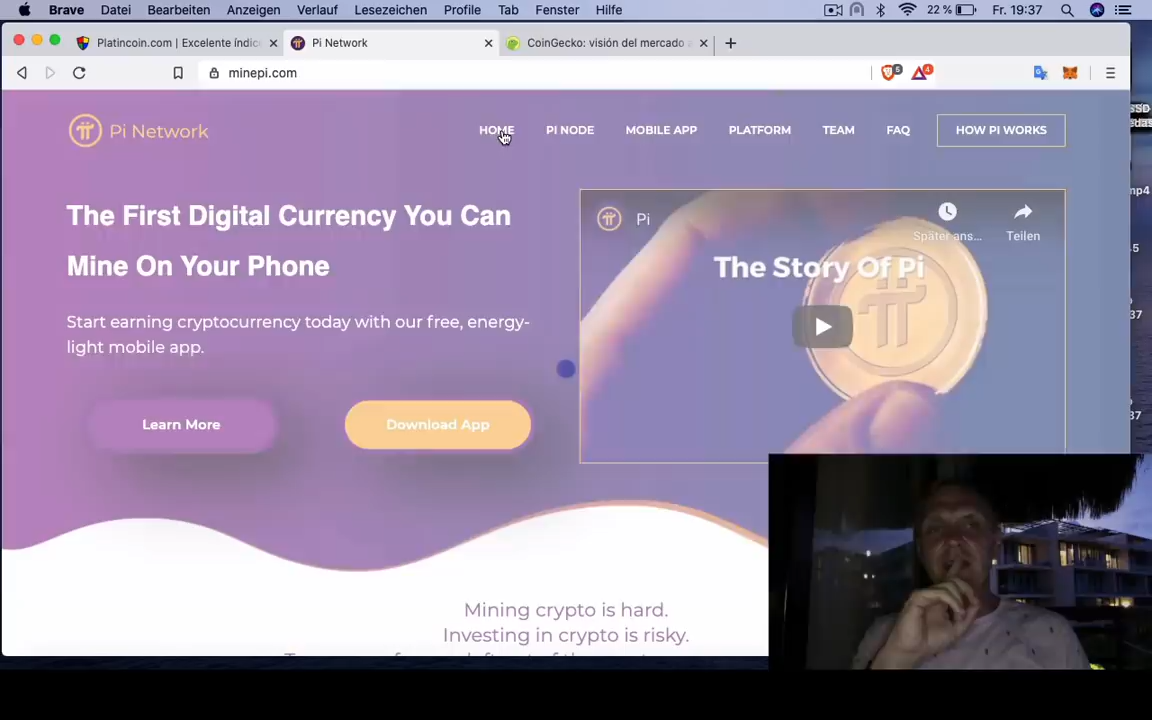 Brave Datei Bearbeiten Anzeigen Verlauf Lesezeichen Profile Tab Fenster Hilfe 22 % Fr. 19:37
Platincoin.com | Excelente índic
Pi Network
CoinGecko: visión del mercado
minepi.com
5
4
Pi Network
HOME PI NODE MOBILE APP PLATFORM TEAM FAQ HOW PI WORKS
The First Digital Currency You Can
Mine On Your Phone
Start earning cryptocurrency today with our free, energy-
light mobile app.
Learn More
Download App
Pi
Später ans...
Teilen
The Story Of Pi
Mining crypto is hard.
Investing in crypto is risky.
SSD
mp4